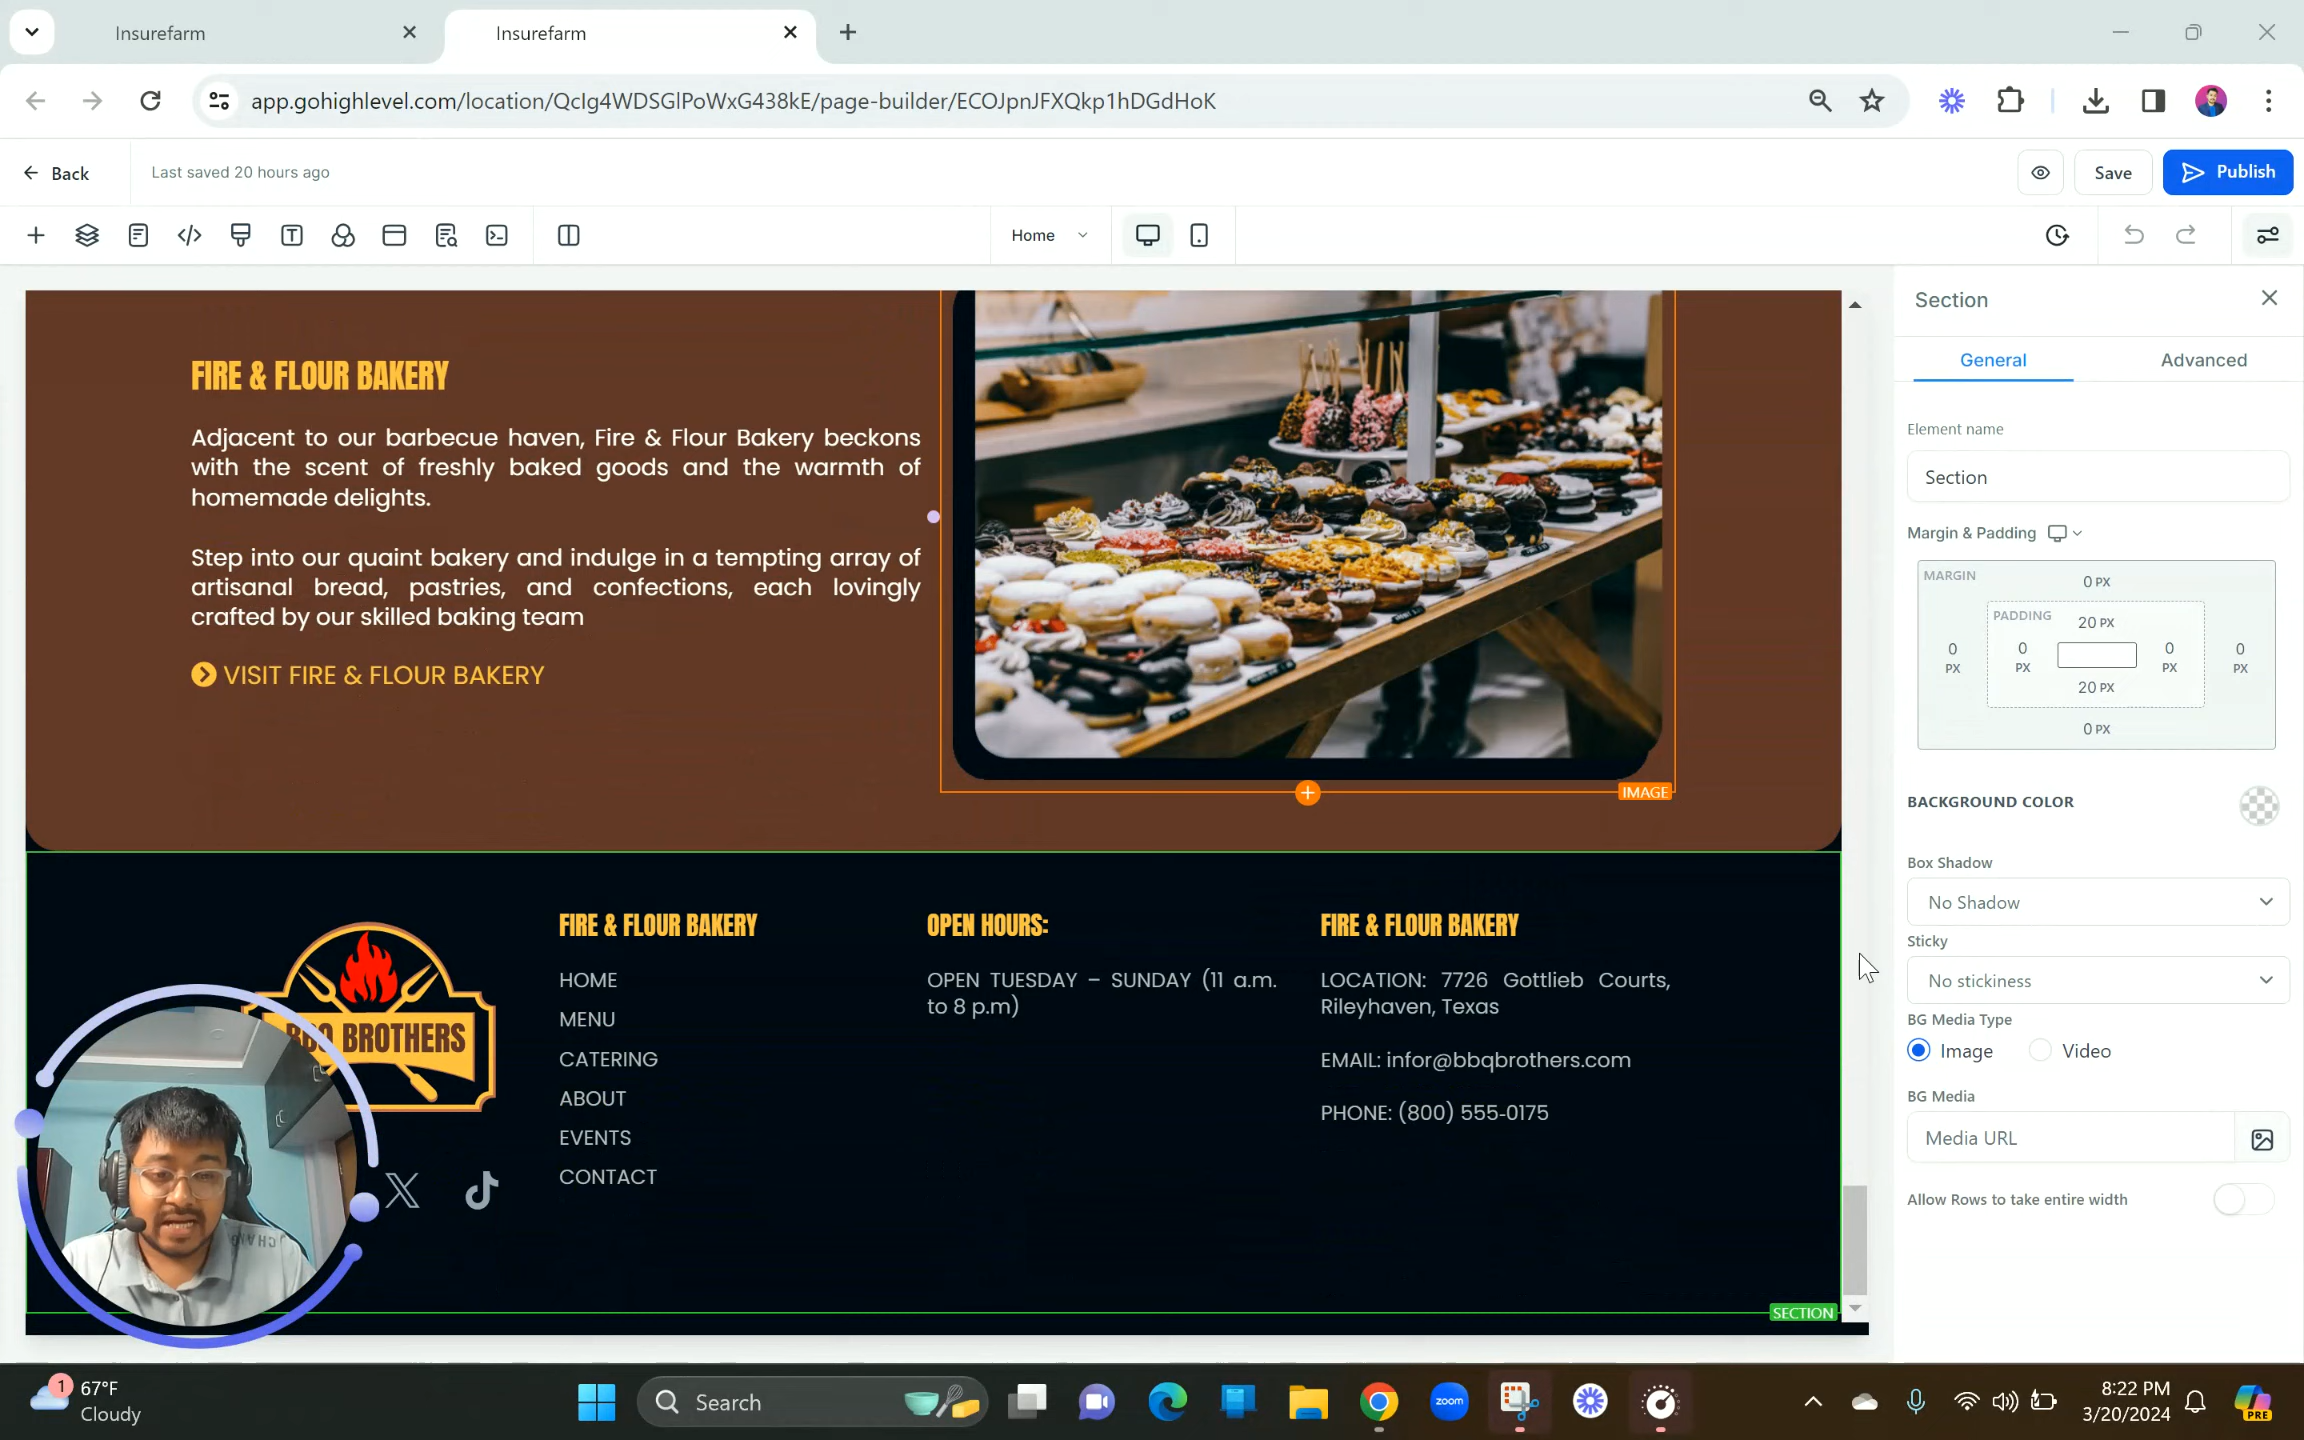 Insurefarm
Insurefarm
app.gohighlevel.com/location/QcIg4WDSGlPoWxG438kE/page-builder/ECOJpnJFXQkp1hDGdHoK
Back
Last saved 20 hours ago
Save
Publish
Home
Section
General
Advanced
Element name
Section
Margin & Padding
MARGIN
0 PX
PADDING
20 PX
0 PX
0 PX
0 PX
0 PX
20 PX
0 PX
BACKGROUND COLOR
Box Shadow
No Shadow
Sticky
No stickiness
BG Media Type
Image
Video
BG Media
Media URL
Allow Rows to take entire width
FIRE & FLOUR BAKERY
Adjacent to our barbecue haven, Fire & Flour Bakery beckons
with the scent of freshly baked goods and the warmth of
homemade delights.
Step into our quaint bakery and indulge in a tempting array of
artisanal bread, pastries, and confections, each lovingly
crafted by our skilled baking team
VISIT FIRE & FLOUR BAKERY
IMAGE
BBQ BROTHERS
FIRE & FLOUR BAKERY
HOME
MENU
CATERING
ABOUT
EVENTS
CONTACT
OPEN HOURS:
OPEN TUESDAY – SUNDAY (11 a.m.
to 8 p.m)
FIRE & FLOUR BAKERY
LOCATION: 7726 Gottlieb Courts,
Rileyhaven, Texas
EMAIL: infor@bbqbrothers.com
PHONE: (800) 555-0175
SECTION
1
67°F
Cloudy
Search
zoom
8:22 PM
3/20/2024
PRE